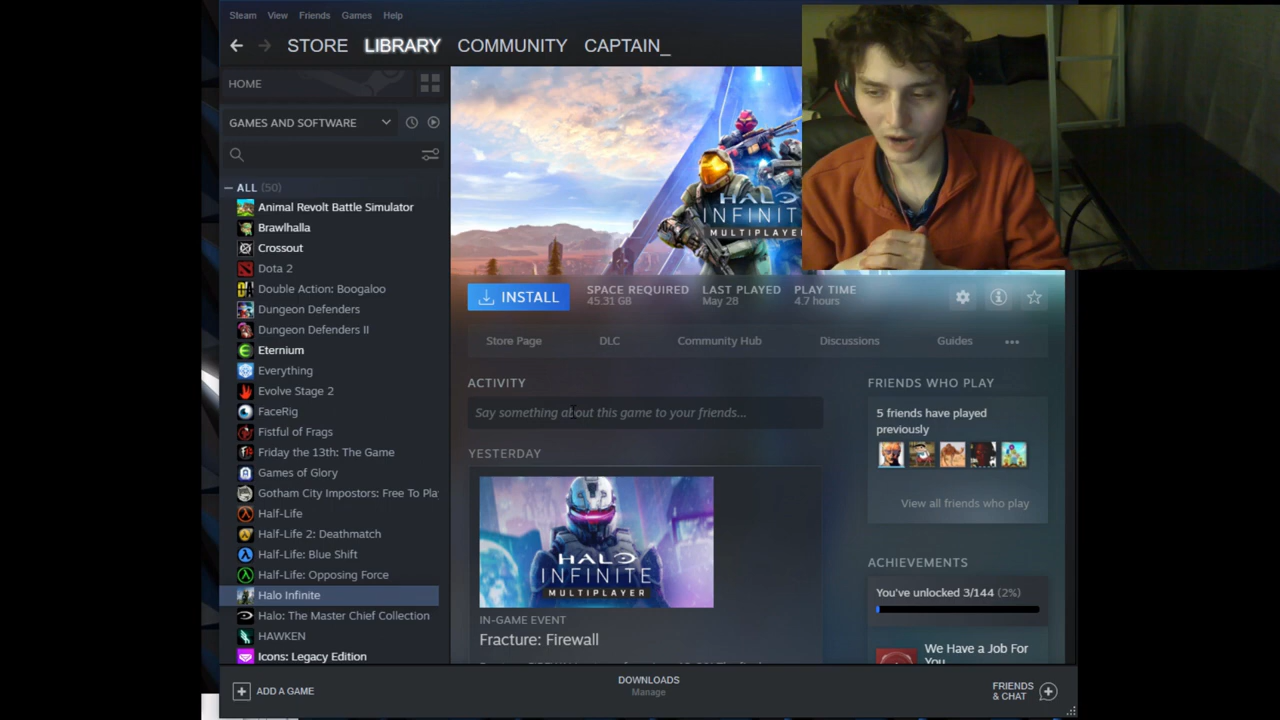 Steam View Friends Games Help
STORE LIBRARY COMMUNITY CAPTAIN_
HOME
GAMES AND SOFTWARE
ALL (50)
Animal Revolt Battle Simulator
Brawlhalla
Crossout
Dota 2
Double Action: Boogaloo
Dungeon Defenders
Dungeon Defenders II
Eternium
Everything
Evolve Stage 2
FaceRig
Fistful of Frags
Friday the 13th: The Game
Games of Glory
Gotham City Impostors: Free To Pla
Half-Life
Half-Life 2: Deathmatch
Half-Life: Blue Shift
Half-Life: Opposing Force
Halo Infinite
Halo: The Master Chief Collection
HAWKEN
Icons: Legacy Edition
ADD A GAME
HALO
INFINITE
MULTIPLAYER
INSTALL
SPACE REQUIRED
45.31 GB
LAST PLAYED
May 28
PLAY TIME
4.7 hours
Store Page DLC Community Hub Discussions Guides
ACTIVITY
Say something about this game to your friends...
YESTERDAY
HALO
INFINITE
MULTIPLAYER
IN-GAME EVENT
Fracture: Firewall
FRIENDS WHO PLAY
5 friends have played
previously
View all friends who play
ACHIEVEMENTS
You've unlocked 3/144 (2%)
We Have a Job For
You
DOWNLOADS
Manage
FRIENDS
& CHAT